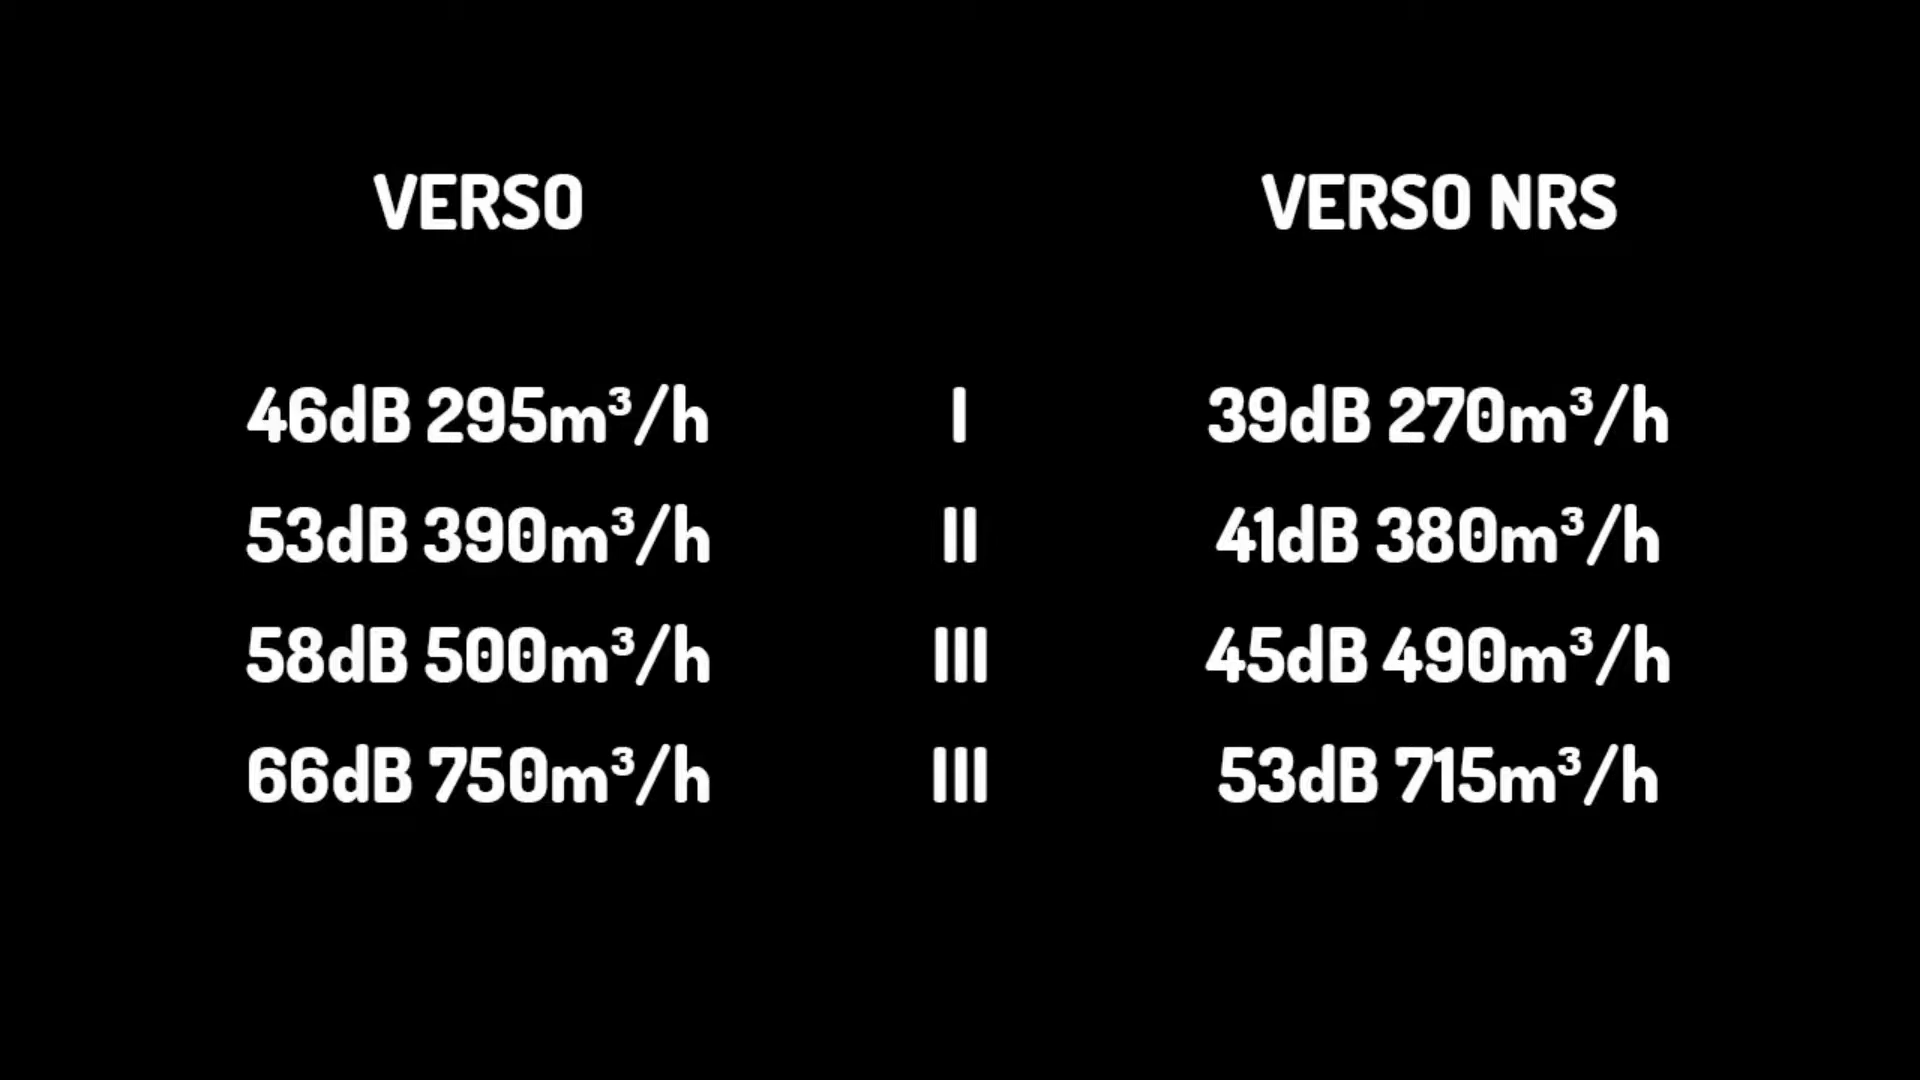 VERSO VERSO NRS
46dB 295m³/h I 39dB 270m³/h
53dB 390m³/h II 41dB 380m³/h
58dB 500m³/h III 45dB 490m³/h
66dB 750m³/h III 53dB 715m³/h